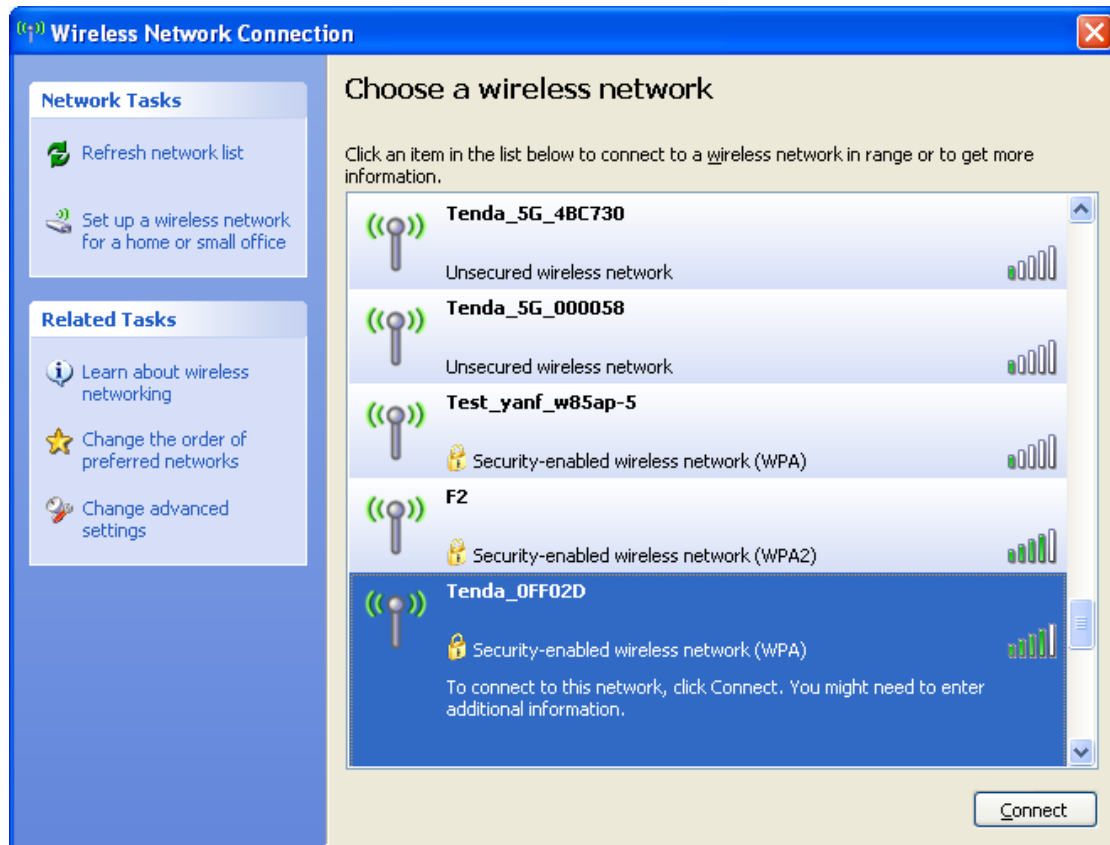 Wireless Network Connection
Network Tasks
Refresh network list
Set up a wireless network
for a home or small office
Related Tasks
Learn about wireless
networking
Change the order of
preferred networks
Change advanced
settings
Choose a wireless network
Click an item in the list below to connect to a wireless network in range or to get more
information.
Tenda_5G_4BC730
Unsecured wireless network
Tenda_5G_000058
Unsecured wireless network
Test_yanf_w85ap-5
Security-enabled wireless network (WPA)
F2
Security-enabled wireless network (WPA2)
Tenda_0FF02D
Security-enabled wireless network (WPA)
To connect to this network, click Connect. You might need to enter
additional information.
Connect